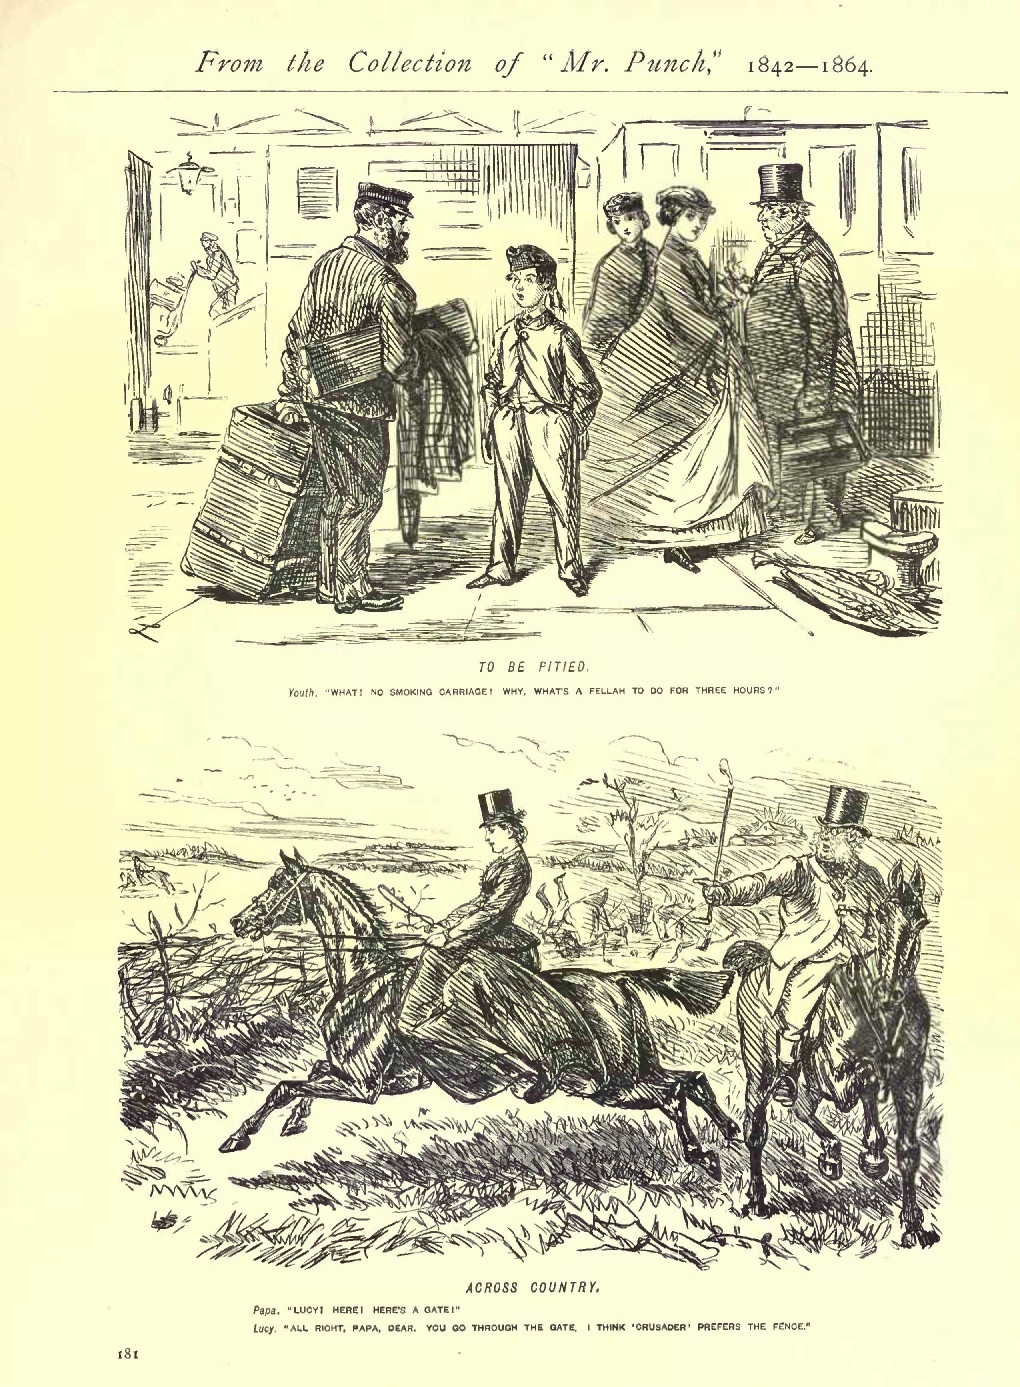 From the Collection of "Mr. Punch," 1842—1864.
TO BE PITIED.
Youth. "WHAT! NO SMOKING CARRIAGE! WHY, WHAT'S A FELLAH TO DO FOR THREE HOURS?"
ACROSS COUNTRY.
Papa. "LUCY! HERE! HERE'S A GATE!"
Lucy. "ALL RIGHT, PAPA, DEAR. YOU GO THROUGH THE GATE. I THINK 'CRUSADER' PREFERS THE FENCE."
181